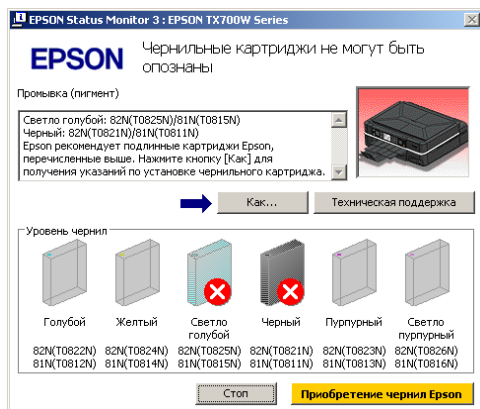 EPSON Status Monitor 3 : EPSON TX700W Series
EPSON
Чернильные картриджи не могут быть
опознаны
Промывка (пигмент)
Светло голубой: 82N(T0825N)/81N(T0815N)
Черный: 82N(T0821N)/81N(T0811N)
Epson рекомендует подлинные картриджи Epson,
перечисленные выше. Нажмите кнопку [Как] для
получения указаний по установке чернильного картриджа.
Как...
Техническая поддержка
Уровень чернил
Голубой
Желтый
Светло
голубой
Черный
Пурпурный
Светло
пурпурный
82N(T0822N) 82N(T0824N) 82N(T0825N) 82N(T0821N) 82N(T0823N) 82N(T0826N)
81N(T0812N) 81N(T0814N) 81N(T0815N) 81N(T0811N) 81N(T0813N) 81N(T0816N)
Стоп
Приобретение чернил Epson